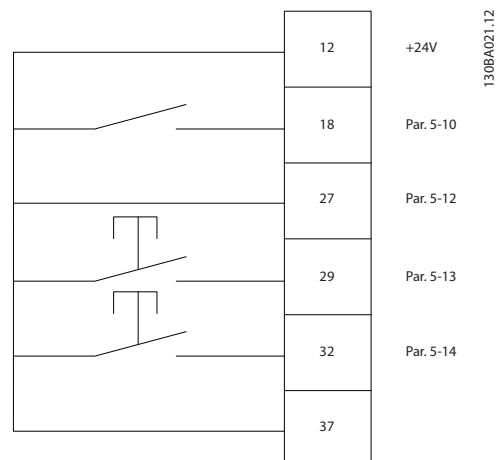 130BA021.12
12 +24V
18 Par. 5-10
27 Par. 5-12
29 Par. 5-13
32 Par. 5-14
37